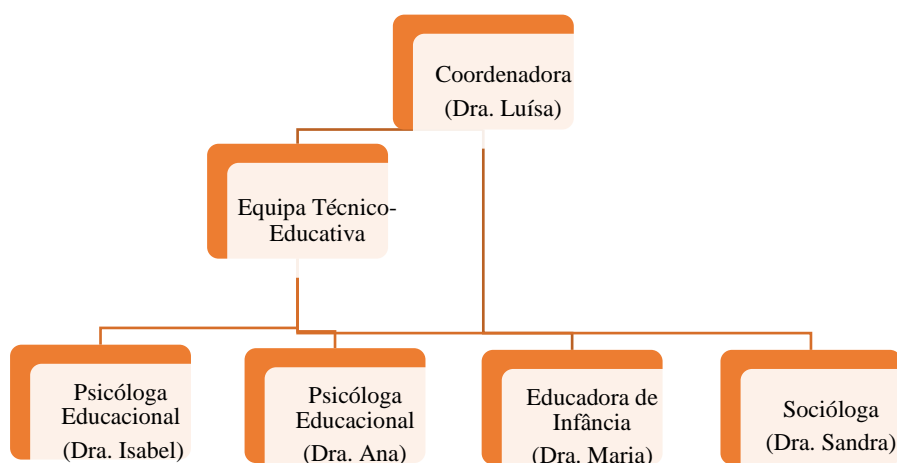 Coordenadora
(Dra. Luísa)
Equipa Técnico-
Educativa
Psicóloga
Educacional
(Dra. Isabel)
Psicóloga
Educacional
(Dra. Ana)
Educadora de
Infância
(Dra. Maria)
Socióloga
(Dra. Sandra)